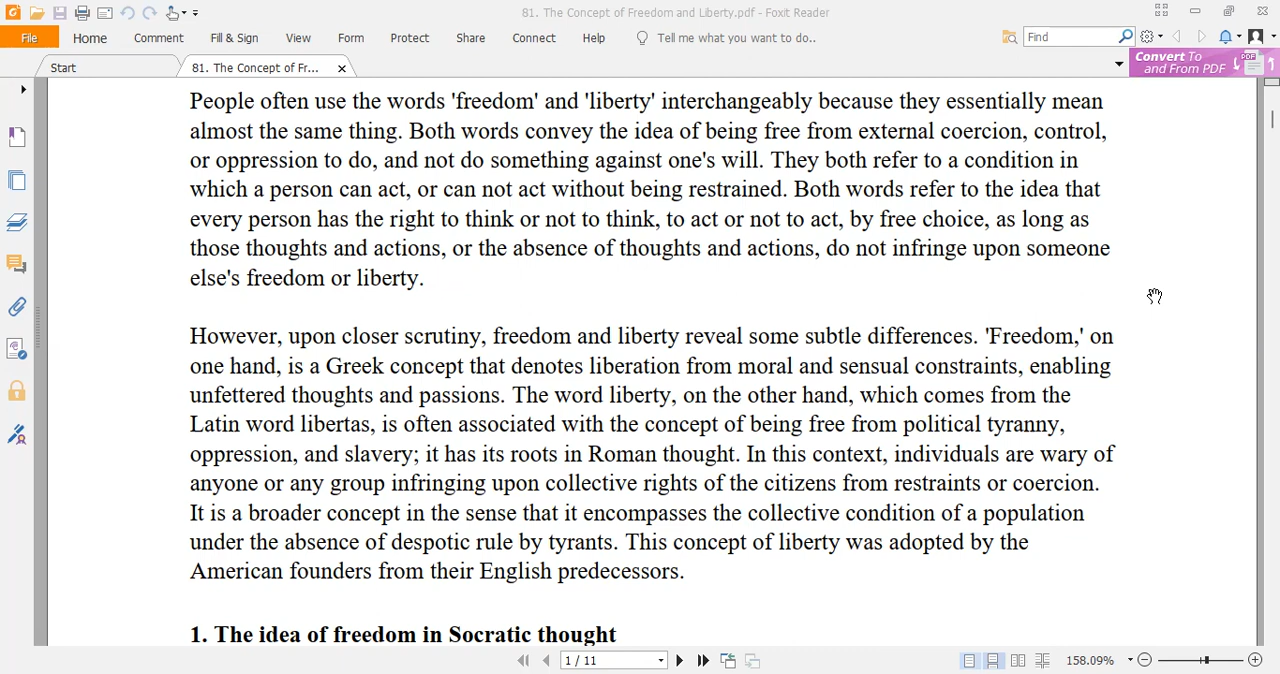 81. The Concept of Freedom and Liberty.pdf - Foxit Reader
File Home Comment Fill & Sign View Form Protect Share Connect Help Tell me what you want to do.. Find
Start 81. The Concept of Fr... Convert To and From PDF PDF
People often use the words 'freedom' and 'liberty' interchangeably because they essentially mean
almost the same thing. Both words convey the idea of being free from external coercion, control,
or oppression to do, and not do something against one's will. They both refer to a condition in
which a person can act, or can not act without being restrained. Both words refer to the idea that
every person has the right to think or not to think, to act or not to act, by free choice, as long as
those thoughts and actions, or the absence of thoughts and actions, do not infringe upon someone
else's freedom or liberty.
However, upon closer scrutiny, freedom and liberty reveal some subtle differences. 'Freedom,' on
one hand, is a Greek concept that denotes liberation from moral and sensual constraints, enabling
unfettered thoughts and passions. The word liberty, on the other hand, which comes from the
Latin word libertas, is often associated with the concept of being free from political tyranny,
oppression, and slavery; it has its roots in Roman thought. In this context, individuals are wary of
anyone or any group infringing upon collective rights of the citizens from restraints or coercion.
It is a broader concept in the sense that it encompasses the collective condition of a population
under the absence of despotic rule by tyrants. This concept of liberty was adopted by the
American founders from their English predecessors.
1. The idea of freedom in Socratic thought
1 / 11 158.09%